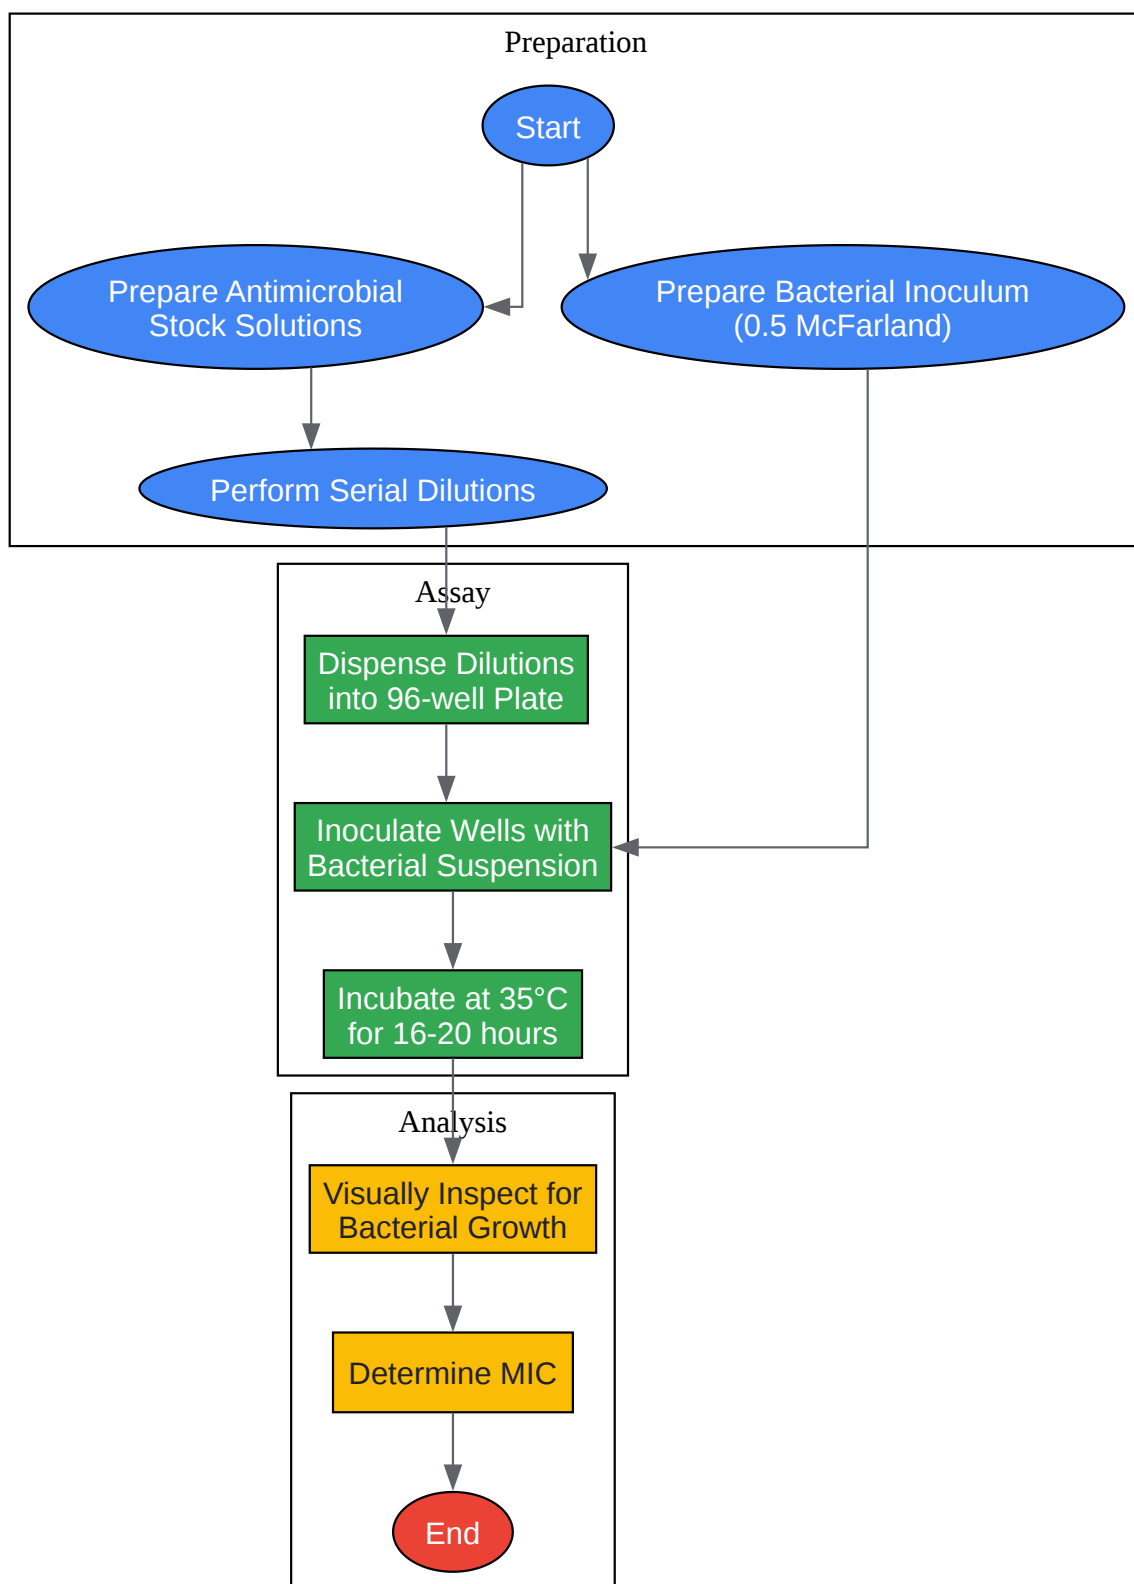 Preparation
Start
Prepare Antimicrobial
Stock Solutions
Prepare Bacterial Inoculum
(0.5 McFarland)
Perform Serial Dilutions
Assay
Dispense Dilutions
into 96-well Plate
Inoculate Wells with
Bacterial Suspension
Incubate at 35°C
for 16-20 hours
Analysis
Visually Inspect for
Bacterial Growth
Determine MIC
End